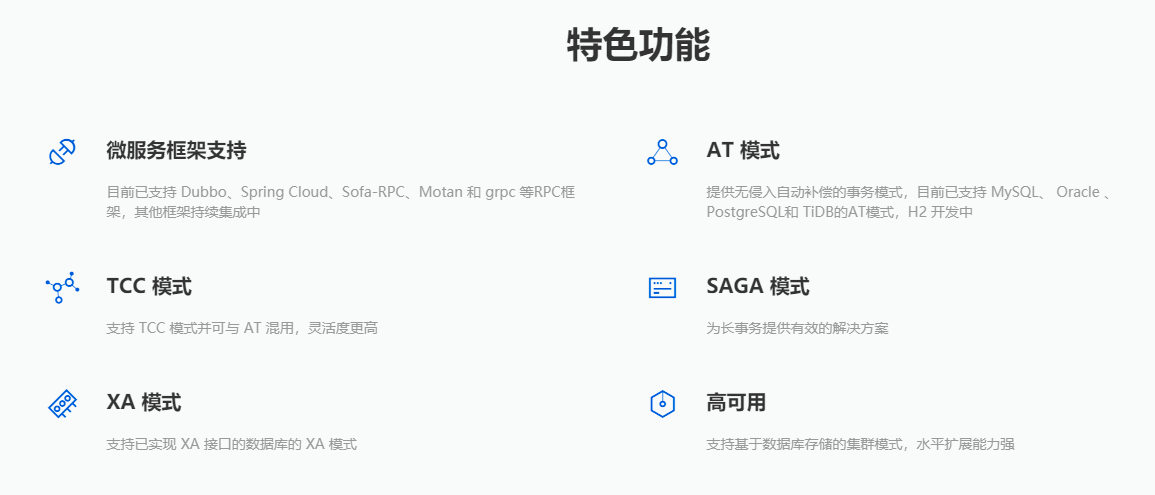 特色功能
微服务框架支持
目前已支持 Dubbo、Spring Cloud、Sofa-RPC、Motan 和 grpc 等RPC框
架，其他框架持续集成中
AT 模式
提供无侵入自动补偿的事务模式，目前已支持 MySQL、 Oracle 、
PostgreSQL和 TiDB的AT模式，H2 开发中
TCC 模式
支持 TCC 模式并可与 AT 混用，灵活度更高
SAGA 模式
为长事务提供有效的解决方案
XA 模式
支持已实现 XA 接口的数据库的 XA 模式
高可用
支持基于数据库存储的集群模式，水平扩展能力强